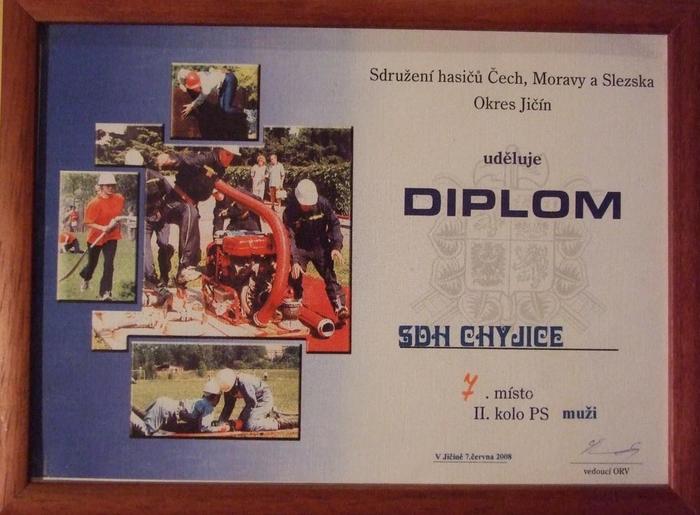 Sdružení hasičů Čech, Moravy a Slezska
Okres Jičín
uděluje
DIPLOM
SDH CHYJICE
7 . místo
II. kolo PS muži
V Jičíně 7.června 2008
vedoucí ORV